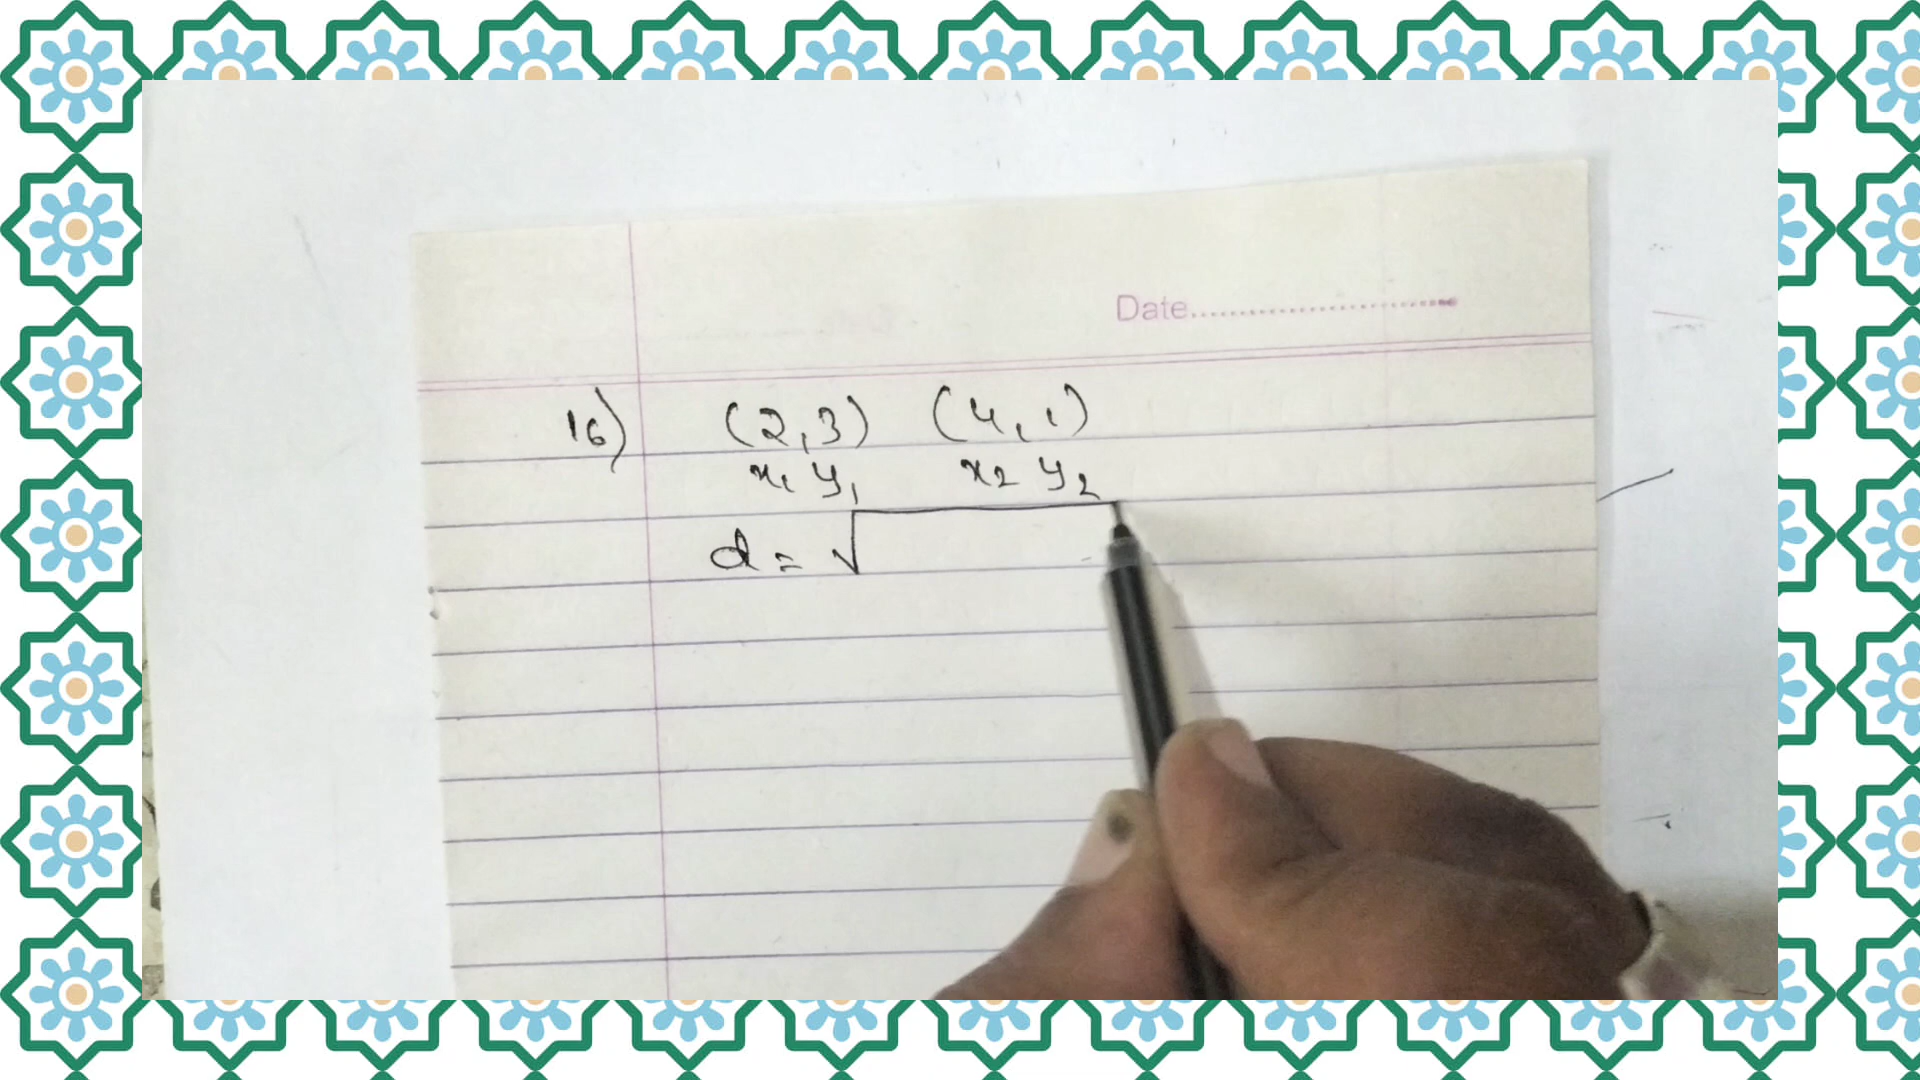 Date..............................
16) (2,3) (4,1)
x₁ y₁ x₂ y₂
d = √